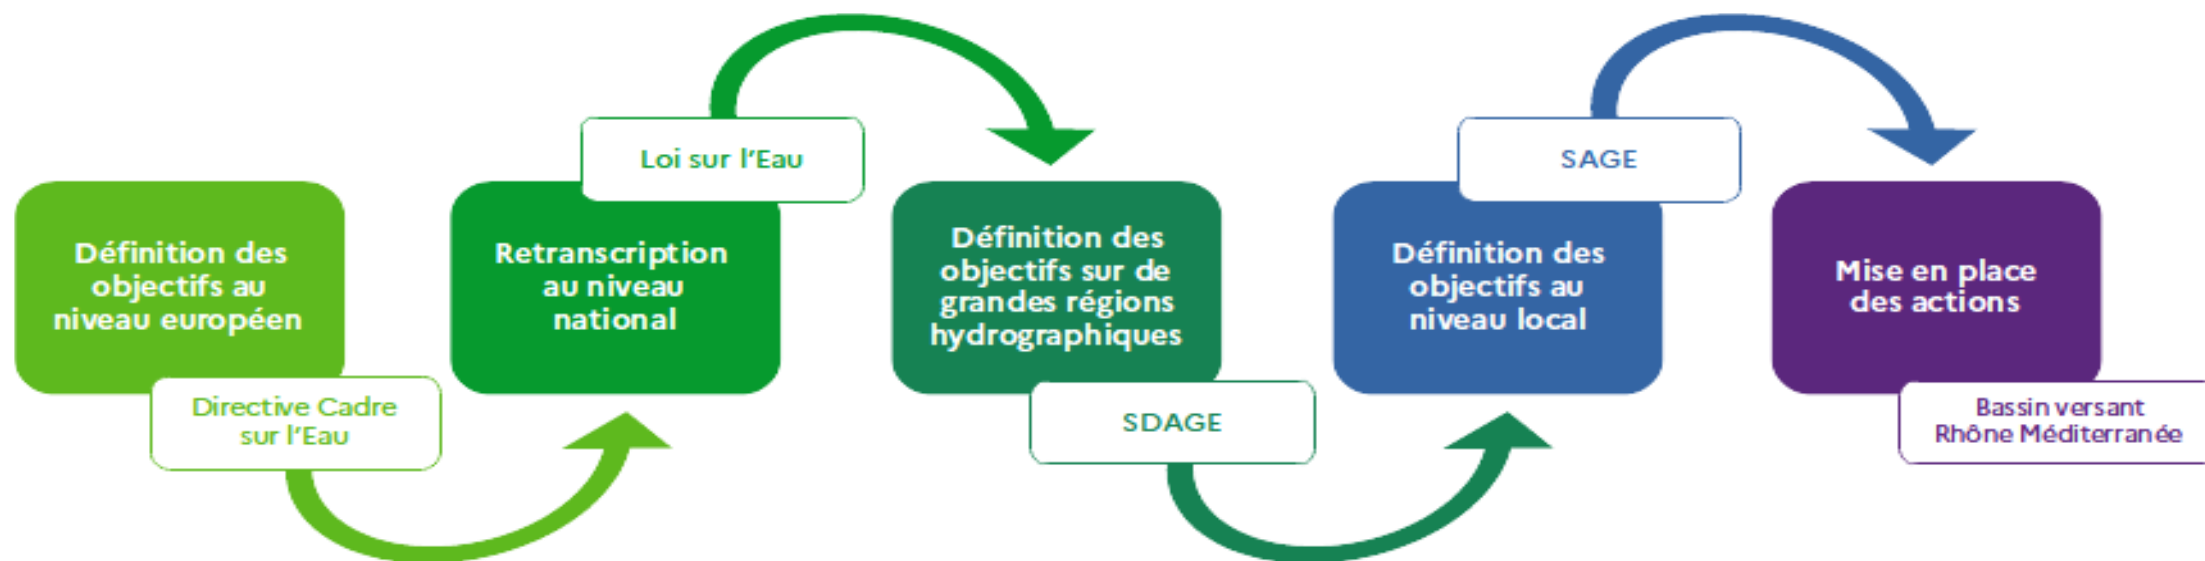 Définition des
objectifs au
niveau européen
Directive Cadre
sur l'Eau
Retranscription
au niveau
national
Loi sur l'Eau
Définition des
objectifs sur de
grandes régions
hydrographiques
SDAGE
Définition des
objectifs au
niveau local
SAGE
Mise en place
des actions
Bassin versant
Rhône Méditerranée